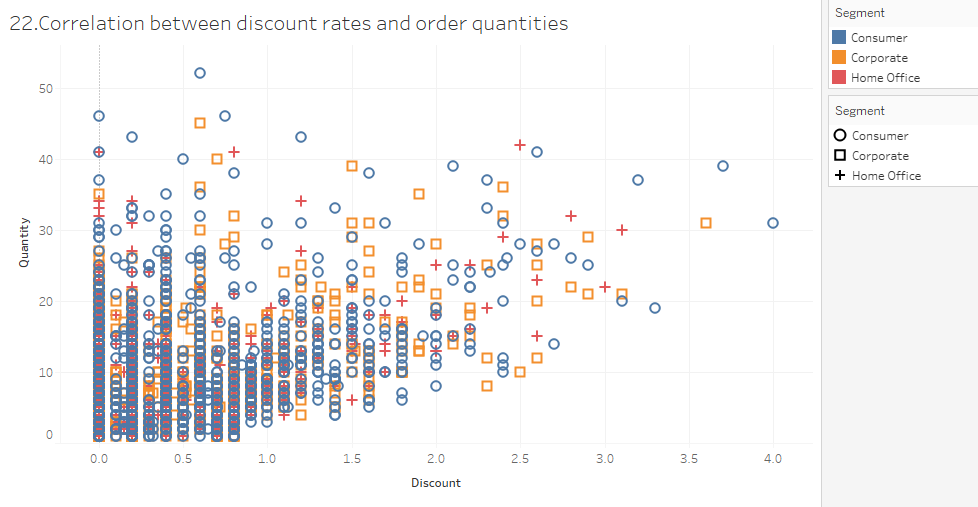 22.Correlation between discount rates and order quantities
Segment
Consumer
Corporate
Home Office
Segment
Consumer
Corporate
Home Office
50
40
30
20
10
0
Quantity
0.0 0.5 1.0 1.5 2.0 2.5 3.0 3.5 4.0
Discount